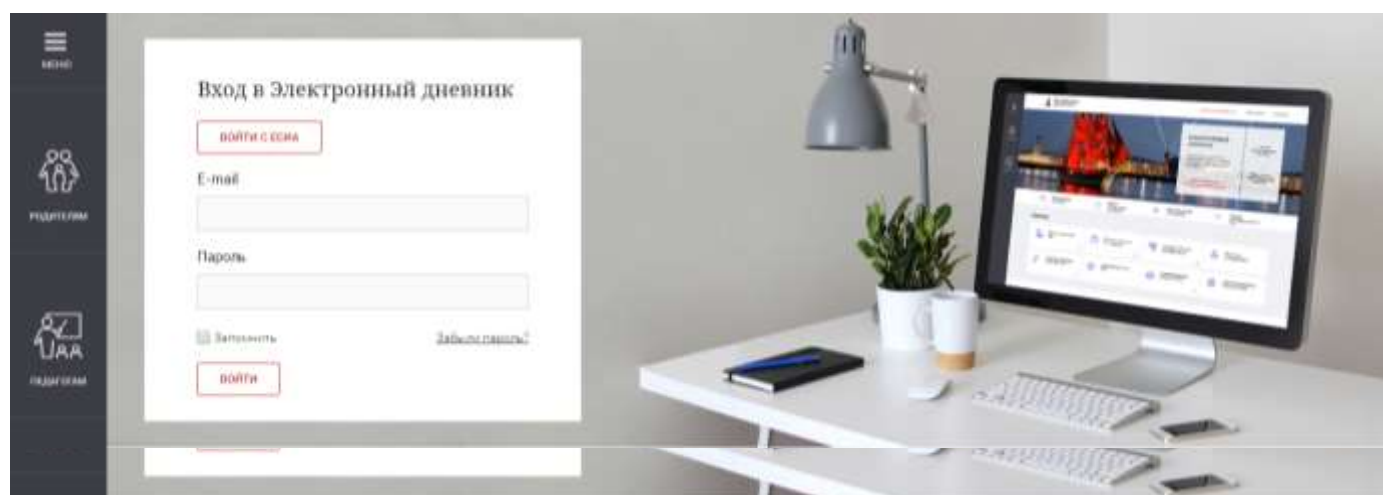 МЕНЮ
РОДИТЕЛЯМ
ПЕДАГОГАМ
Вход в Электронный дневник
ВОЙТИ С ЕСИА
E-mail
Пароль
Запомнить
Забыли пароль?
ВОЙТИ